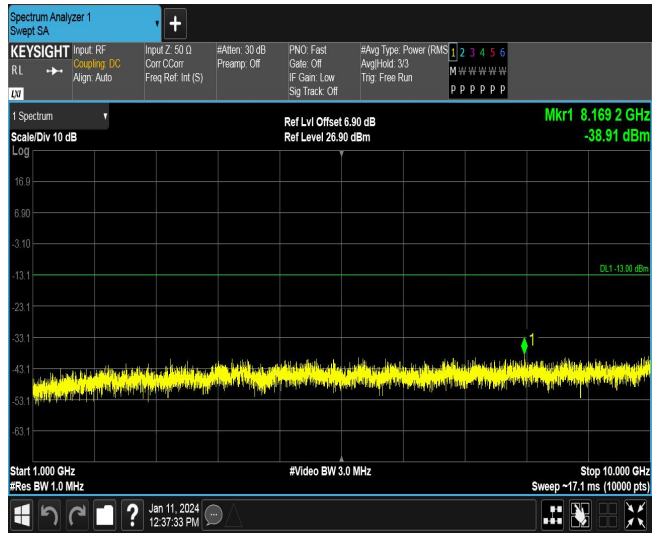 Spectrum Analyzer 1
Swept SA
+
KEYSIGHT Input: RF Input Z: 50 Ω #Atten: 30 dB PNO: Fast #Avg Type: Power (RMS 1 2 3 4 5 6
RL Coupling: DC Corr CCorr Preamp: Off Gate: Off Avg|Hold: 3/3 M W W W W W
Align: Auto Freq Ref: Int (S) IF Gain: Low Trig: Free Run
LXI Sig Track: Off P P P P P P
1 Spectrum Ref Lvl Offset 6.90 dB Mkr1 8.169 2 GHz
Scale/Div 10 dB Ref Level 26.90 dBm -38.91 dBm
Log
16.9
6.90
-3.10
-13.1 DL1 -13.00 dBm
-23.1
-33.1
1
-43.1
-53.1
-63.1
Start 1.000 GHz #Video BW 3.0 MHz Stop 10.000 GHz
#Res BW 1.0 MHz Sweep ~17.1 ms (10000 pts)
? Jan 11, 2024
12:37:33 PM